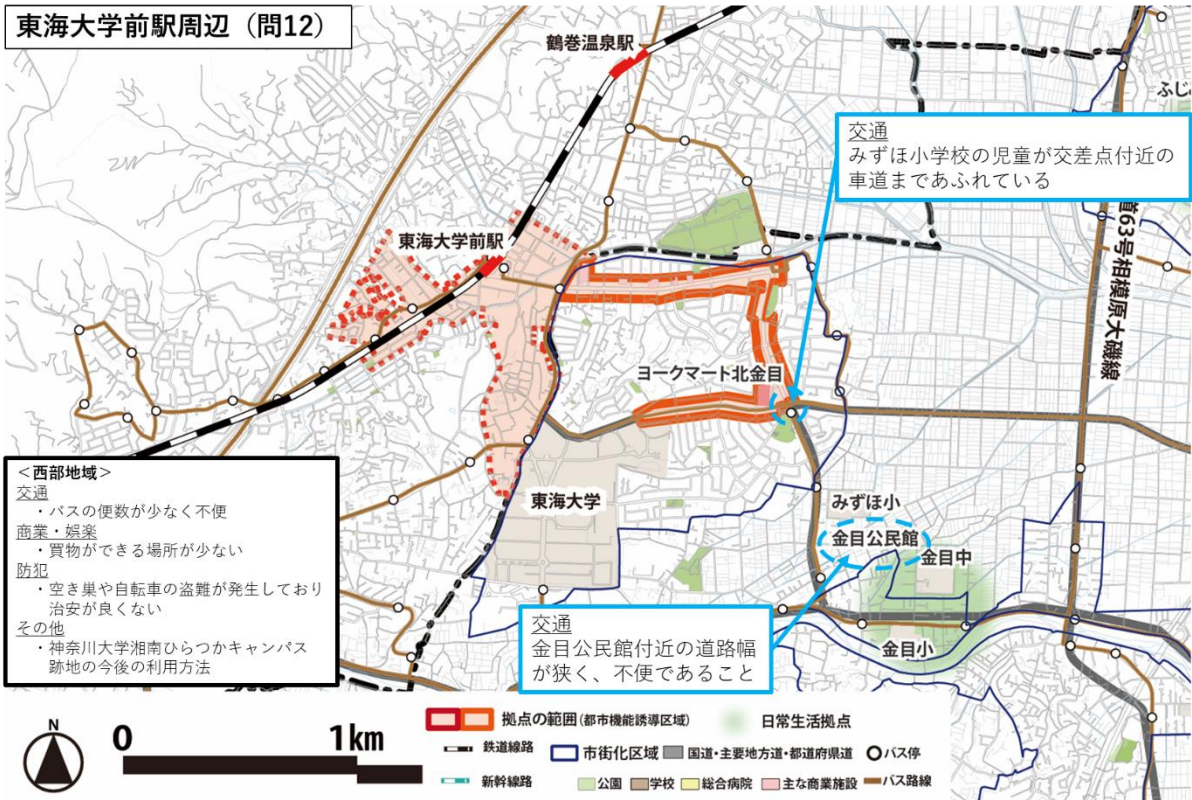 東海大学前駅周辺（問12）
鶴巻温泉駅
ふじ
交通
みずほ小学校の児童が交差点付近の
車道まであふれている
東海大学前駅
道63号相模原大磯線
ヨークマート北金目
<西部地域>
交通
・バスの便数が少なく不便
商業・娯楽
・買物ができる場所が少ない
防犯
・空き巣や自転車の盗難が発生しており
治安が良くない
その他
・神奈川大学湘南ひらつかキャンパス
跡地の今後の利用方法
東海大学
みずほ小
金目公民館
金目中
交通
金目公民館付近の道路幅
が狭く、不便であること
金目小
N
0 1km
拠点の範囲(都市機能誘導区域) 日常生活拠点
鉄道線路 市街化区域 国道・主要地方道・都道府県道 バス停
新幹線路 公園 学校 総合病院 主な商業施設 バス路線